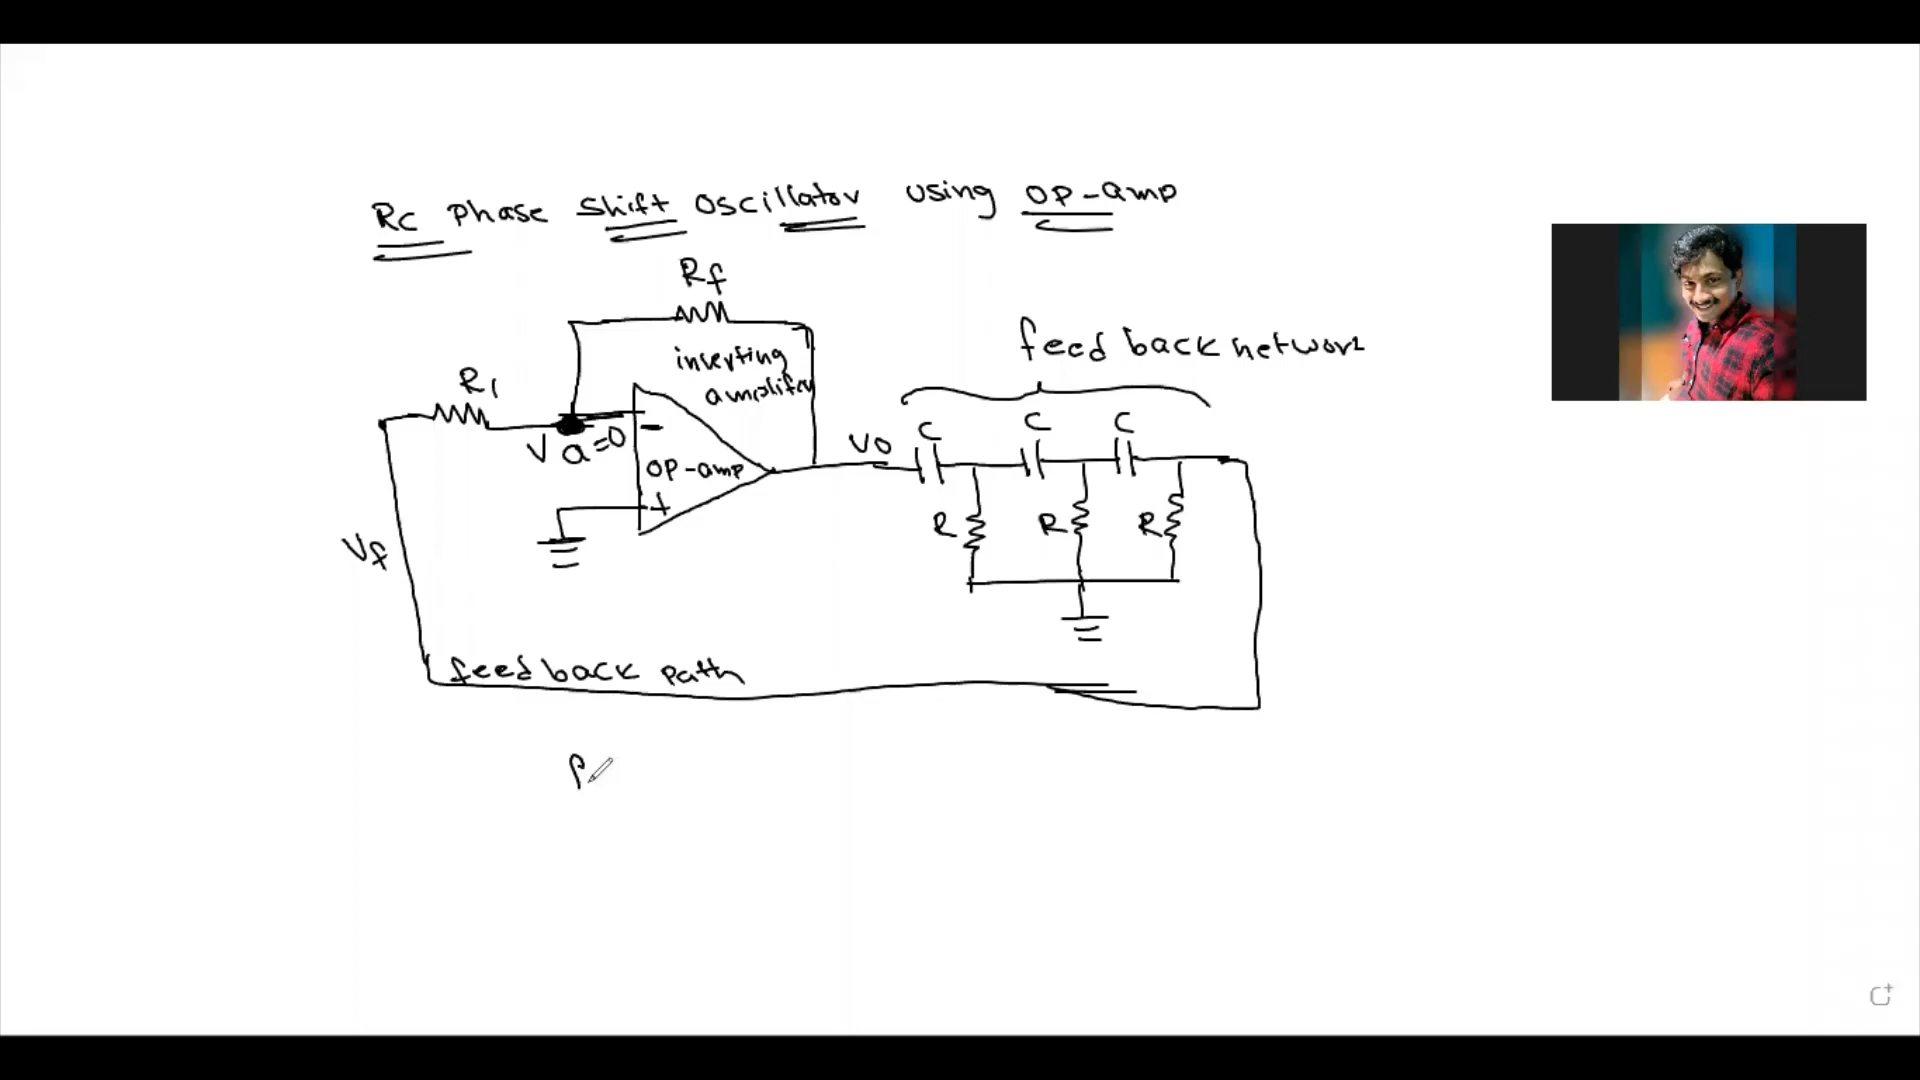 Rc phase shift oscillator using op-amp
Rf
inverting
feed back network
R1
amplifer
C C C
Va=0
-
Vo
op-amp
+
R R R
Vf
feed back path